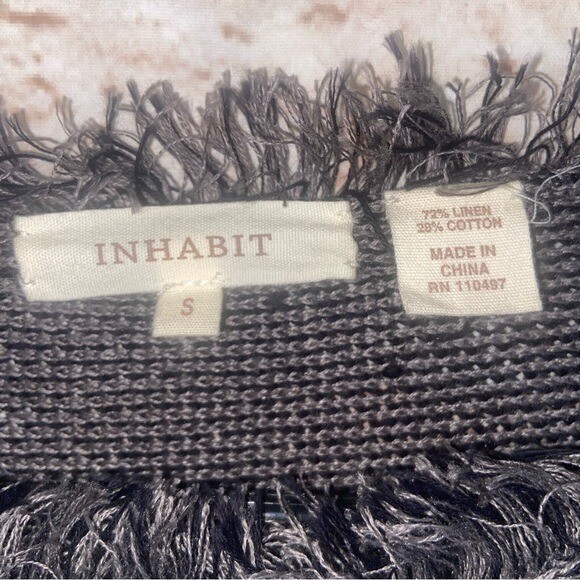 INHABIT
S
72% LINEN
28% COTTON
MADE IN
CHINA
RN 110497